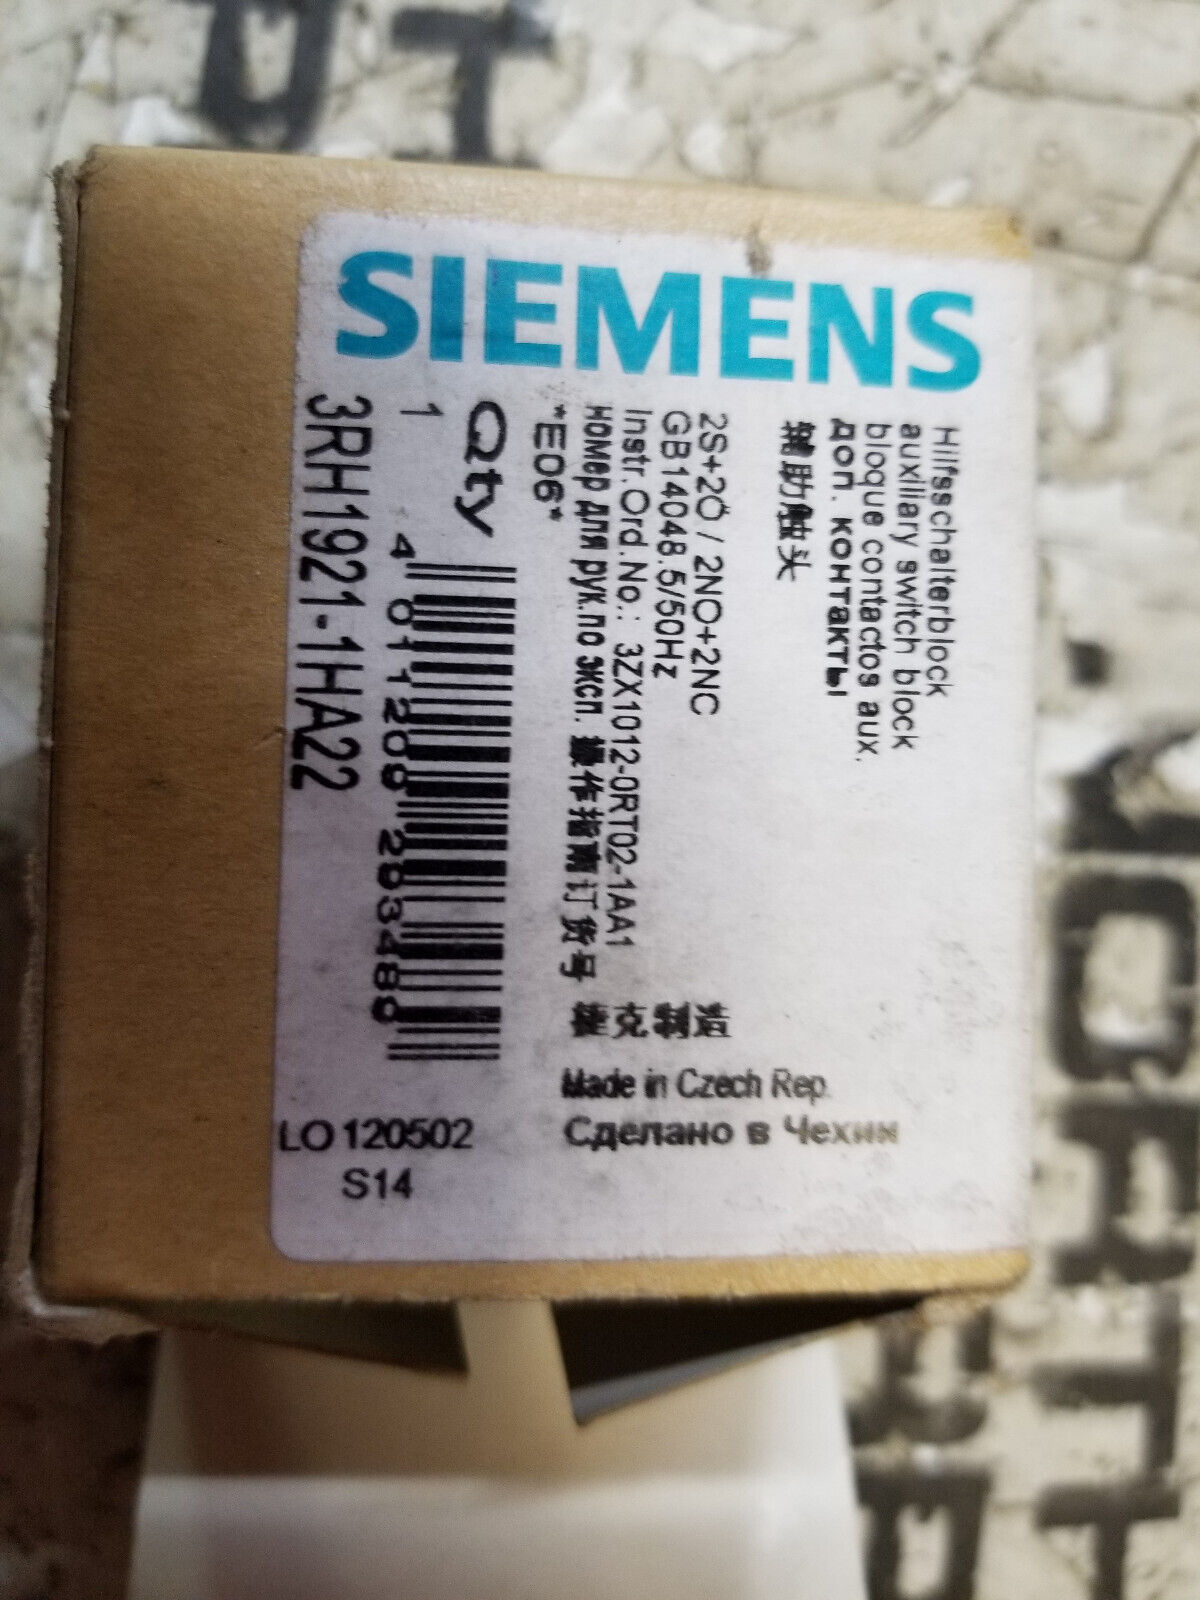 SIEMENS
Hilfsschalterblock
auxiliary switch block
bloque contactos aux.
доп. контакты
辅助触头
2S+2Ö / 2NO+2NC
GB14048.5/50Hz
Instr.Ord.No.: 3ZX1012-0RT02-1AA1
номер для рук.по эксп. 操作指南订货号
*E06*
Qty
1
4 011209 283489
3RH1921-1HA22
捷克制造
Made in Czech Rep.
Сделано в Чехии
LO 120502
S14